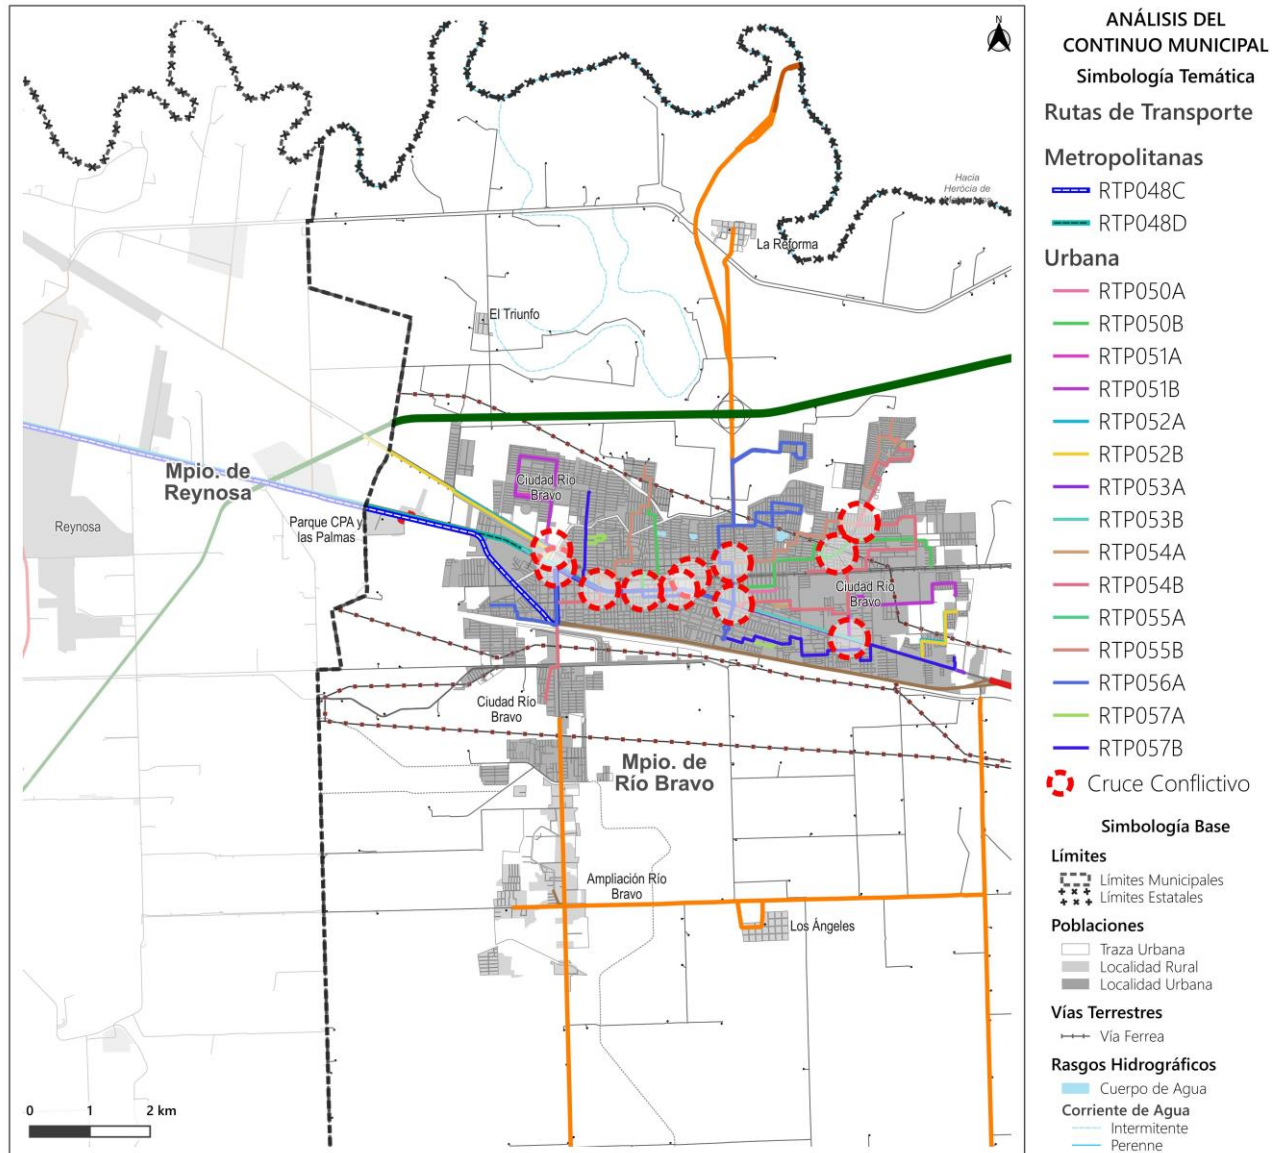 N
Hacia
Heróica de
La Reforma
El Triunfo
Mpio. de
Reynosa
Reynosa
Parque CPA y
las Palmas
Ciudad Río
Bravo
Ciudad Río
Bravo
Ciudad Río
Bravo
Mpio. de
Río Bravo
Ampliación Río
Bravo
Los Ángeles
0 1 2 km
ANÁLISIS DEL
CONTINUO MUNICIPAL
Simbología Temática
Rutas de Transporte
Metropolitanas
RTP048C
RTP048D
Urbana
RTP050A
RTP050B
RTP051A
RTP051B
RTP052A
RTP052B
RTP053A
RTP053B
RTP054A
RTP054B
RTP055A
RTP055B
RTP056A
RTP057A
RTP057B
Cruce Conflictivo
Simbología Base
Límites
Límites Municipales
Límites Estatales
Poblaciones
Traza Urbana
Localidad Rural
Localidad Urbana
Vías Terrestres
Vía Ferrea
Rasgos Hidrográficos
Cuerpo de Agua
Corriente de Agua
Intermitente
Perenne